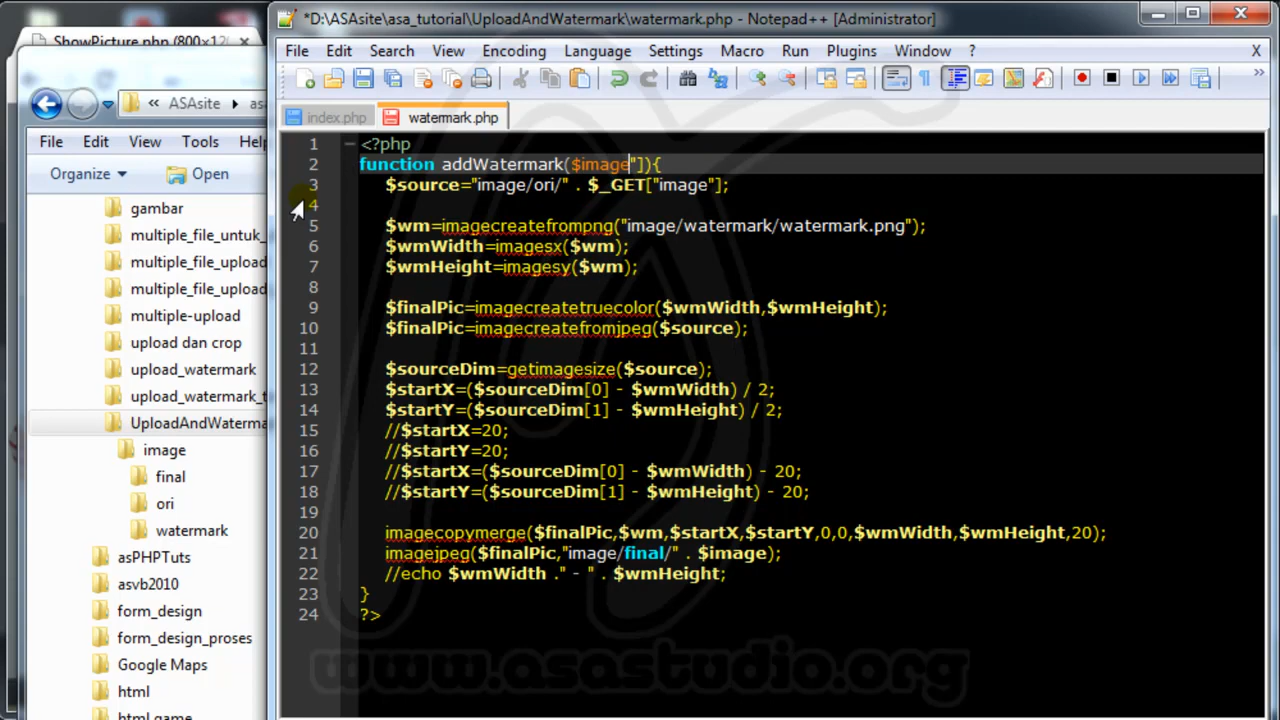 ShowPicture.php (800×12
*D:\ASAsite\asa_tutorial\UploadAndWatermark\watermark.php - Notepad++ [Administrator]
File Edit Search View Encoding Language Settings Macro Run Plugins Window ? X
« ASAsite ▸ as
index.php watermark.php
File Edit View Tools
Organize ▼ Open
gambar
multiple_file_untuk_
multiple_file_upload
multiple_file_upload
multiple-upload
upload dan crop
upload_watermark
upload_watermark_t
UploadAndWaterma
image
final
ori
watermark
asPHPTuts
asvb2010
form_design
form_design_proses
Google Maps
html
html game
1 <?php
2 function addWatermark($image"]){
3 $source="image/ori/" . $_GET["image"];
4
5 $wm=imagecreatefrompng("image/watermark/watermark.png");
6 $wmWidth=imagesx($wm);
7 $wmHeight=imagesy($wm);
8
9 $finalPic=imagecreatetruecolor($wmWidth,$wmHeight);
10 $finalPic=imagecreatefromjpeg($source);
11
12 $sourceDim=getimagesize($source);
13 $startX=($sourceDim[0] - $wmWidth) / 2;
14 $startY=($sourceDim[1] - $wmHeight) / 2;
15 //$startX=20;
16 //$startY=20;
17 //$startX=($sourceDim[0] - $wmWidth) - 20;
18 //$startY=($sourceDim[1] - $wmHeight) - 20;
19
20 imagecopymerge($finalPic,$wm,$startX,$startY,0,0,$wmWidth,$wmHeight,20);
21 imagejpeg($finalPic,"image/final/" . $image);
22 //echo $wmWidth ." - " . $wmHeight;
23 }
24 ?>
www.asastudio.org